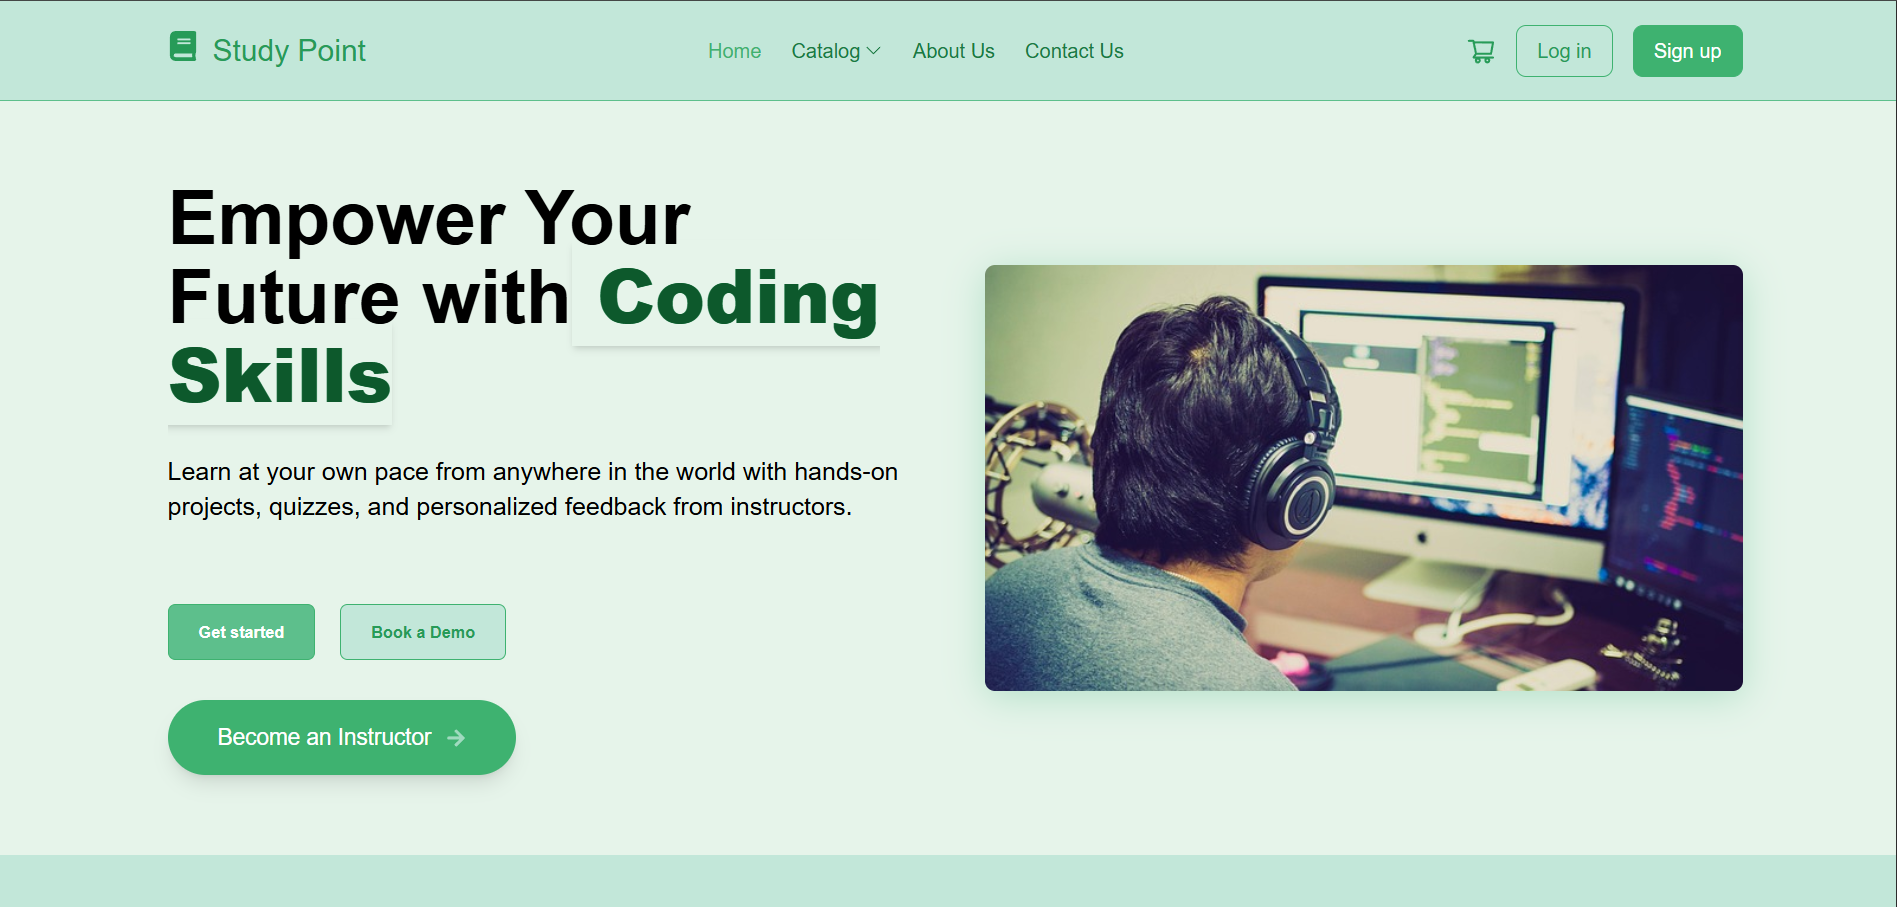 Study Point
Home
Catalog
About Us
Contact Us
Log in
Sign up
Empower Your
Future with Coding
Skills
Learn at your own pace from anywhere in the world with hands-on
projects, quizzes, and personalized feedback from instructors.
Get started
Book a Demo
Become an Instructor